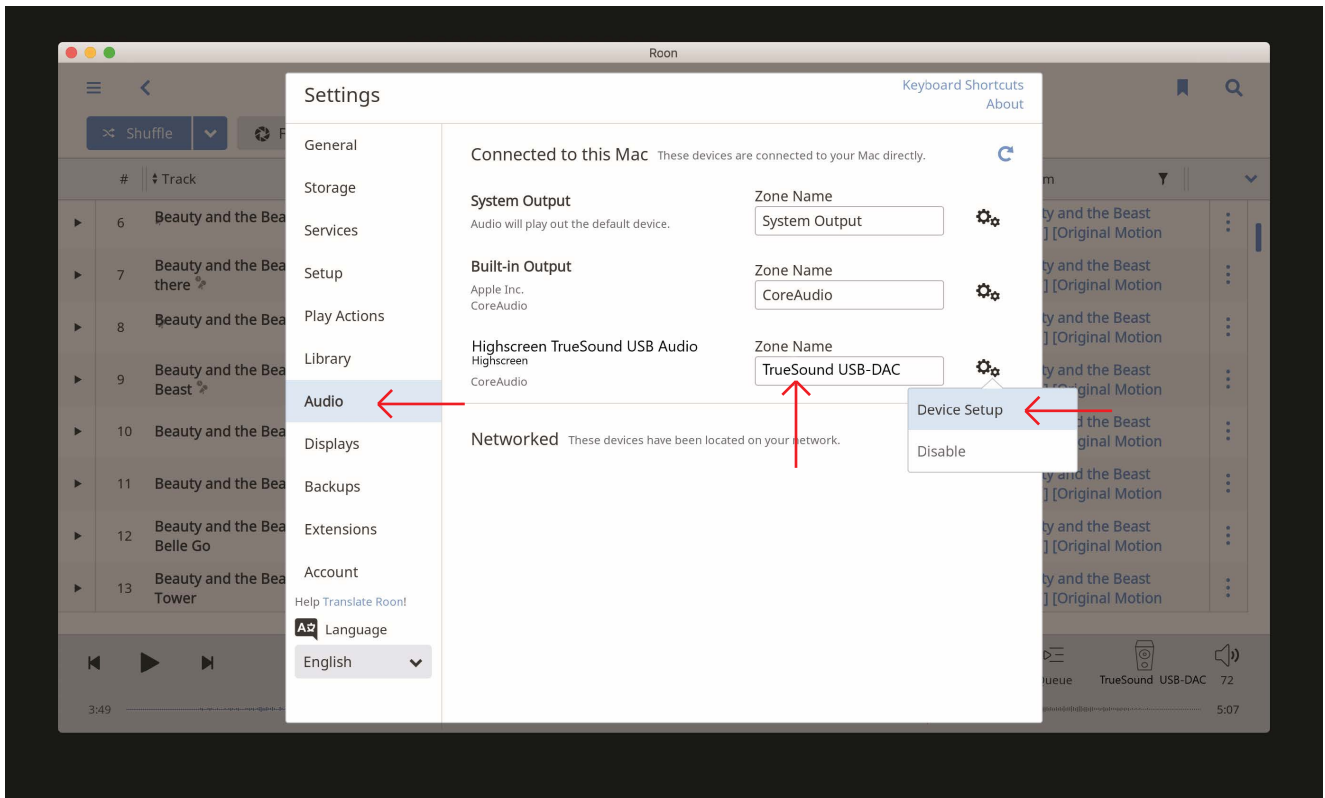 Roon
Shuffle
F
# Track
m
6 Beauty and the Bea
ty and the Beast
] [Original Motion
7 Beauty and the Bea
there
ty and the Beast
] [Original Motion
8 Beauty and the Bea
ty and the Beast
] [Original Motion
9 Beauty and the Bea
Beast
ty and the Beast
ginal Motion
10 Beauty and the Bea
d the Beast
ginal Motion
11 Beauty and the Bea
ty and the Beast
] [Original Motion
12 Beauty and the Bea
Belle Go
ty and the Beast
] [Original Motion
13 Beauty and the Bea
Tower
ty and the Beast
] [Original Motion
Settings
Keyboard Shortcuts
About
General
Storage
Services
Setup
Play Actions
Library
Audio
Displays
Backups
Extensions
Account
Help Translate Roon!
Language
English
Connected to this Mac These devices are connected to your Mac directly.
System Output
Audio will play out the default device.
Zone Name
System Output
Built-in Output
Apple Inc.
CoreAudio
Zone Name
CoreAudio
Highscreen TrueSound USB Audio
Highscreen
CoreAudio
Zone Name
TrueSound USB-DAC
Device Setup
Disable
Networked These devices have been located on your network.
ueue
TrueSound USB-DAC
72
3:49
5:07